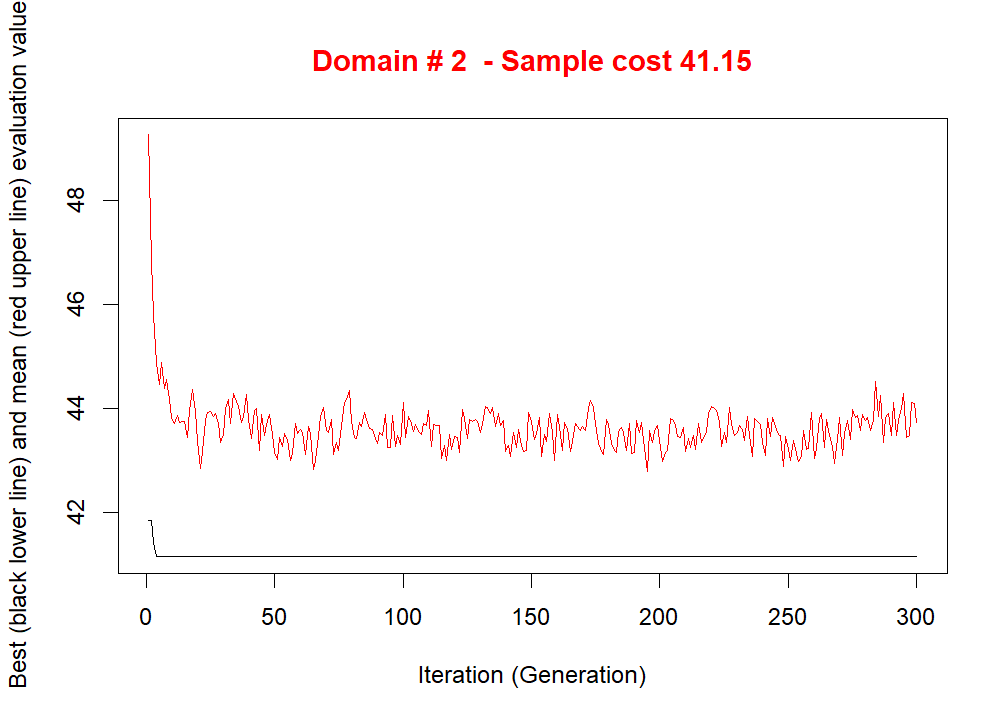 Domain # 2  - Sample cost 41.15
Best (black lower line) and mean (red upper line) evaluation value
48
46
44
42
0 50 100 150 200 250 300
Iteration (Generation)